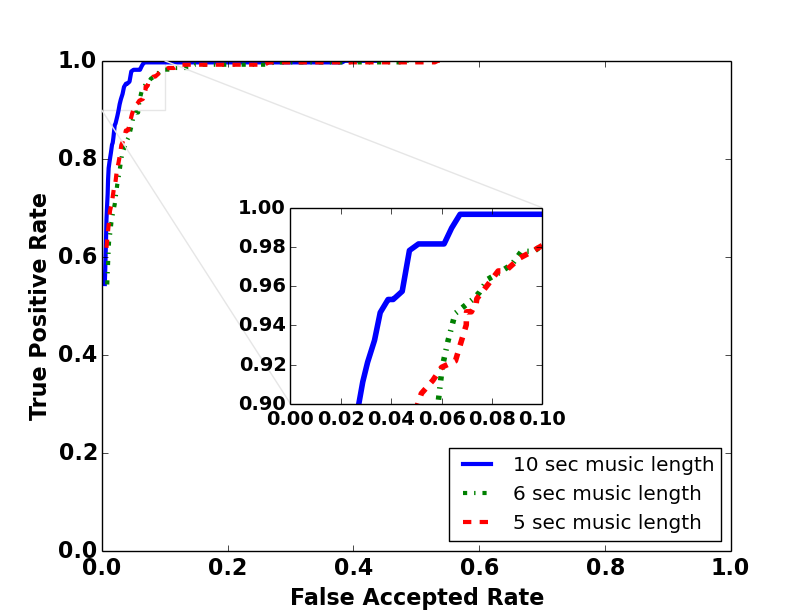 1.0
0.8
0.6
0.4
0.2
0.0
True Positive Rate
1.00
0.98
0.96
0.94
0.92
0.90
0.00 0.02 0.04 0.06 0.08 0.10
10 sec music length
6 sec music length
5 sec music length
0.0 0.2 0.4 0.6 0.8 1.0
False Accepted Rate